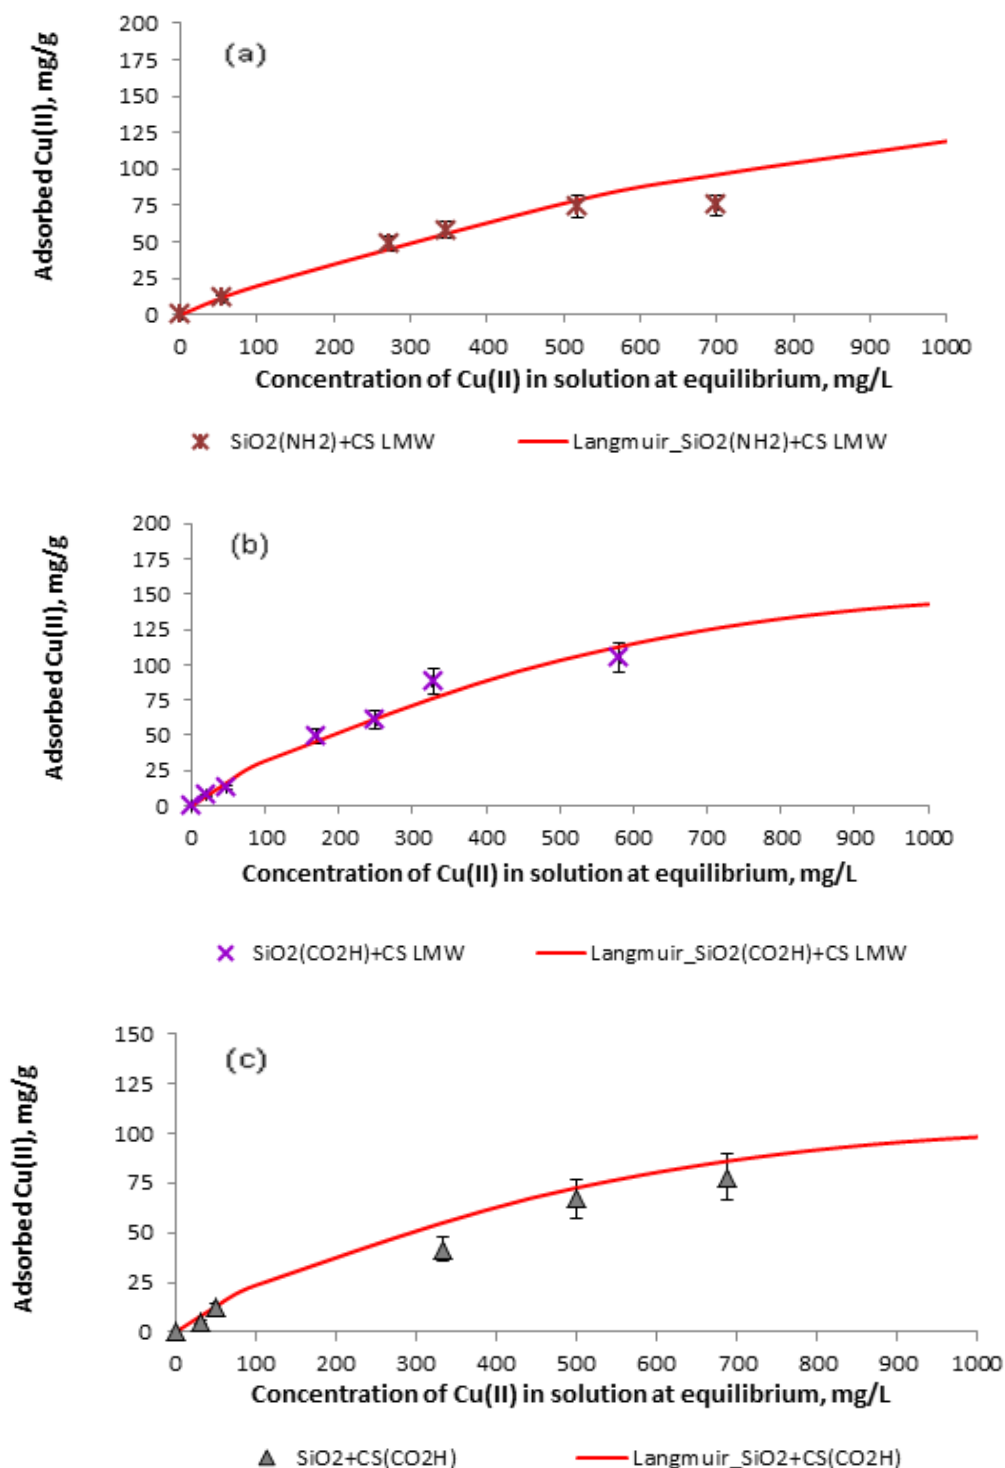 200
(a)
175
150
125
100
75
50
25
0
Adsorbed Cu(II), mg/g
0 100 200 300 400 500 600 700 800 900 1000
Concentration of Cu(II) in solution at equilibrium, mg/L
SiO2(NH2)+CS LMW Langmuir_SiO2(NH2)+CS LMW
200
(b)
175
150
125
100
75
50
25
0
Adsorbed Cu(II), mg/g
0 100 200 300 400 500 600 700 800 900 1000
Concentration of Cu(II) in solution at equilibrium, mg/L
SiO2(CO2H)+CS LMW Langmuir_SiO2(CO2H)+CS LMW
150
(c)
125
100
75
50
25
0
Adsorbed Cu(II), mg/g
0 100 200 300 400 500 600 700 800 900 1000
Concentration of Cu(II) in solution at equilibrium, mg/L
SiO2+CS(CO2H) Langmuir_SiO2+CS(CO2H)